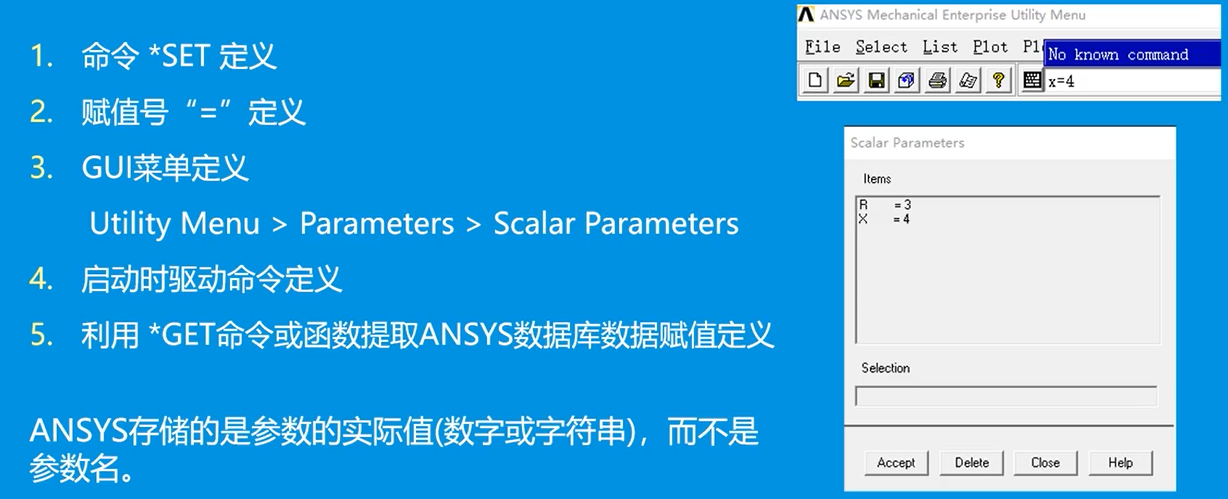 1. 命令 *SET 定义
2. 赋值号“=”定义
3. GUI菜单定义
Utility Menu > Parameters > Scalar Parameters
4. 启动时驱动命令定义
5. 利用 *GET命令或函数提取ANSYS数据库数据赋值定义
ANSYS存储的是参数的实际值(数字或字符串)，而不是
参数名。
ANSYS Mechanical Enterprise Utility Menu
File Select List Plot Pl
No known command
x=4
Scalar Parameters
Items
R = 3
X = 4
Selection
Accept Delete Close Help